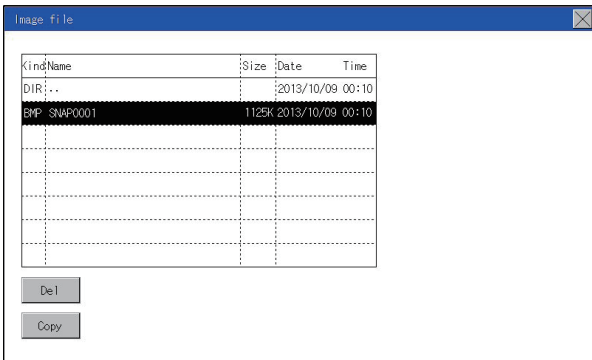 Image file
Kind Name Size Date Time
DIR .. 2013/10/09 00:10
BMP SNAP0001 1125K 2013/10/09 00:10
Del
Copy